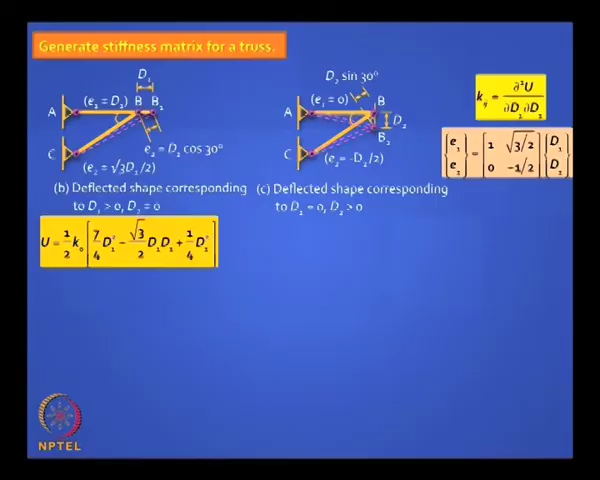 Generate stiffness matrix for a truss.
D₁
(e₁ = D₁) B B₁
A
C
e₂ = D₁ cos 30°
(e₂ = √3D₁/2)
(b) Deflected shape corresponding
to D₁ > 0, D₂ = 0
D₂ sin 30°
A (e₁ = 0) B
D₂
B₂
C
(e₂ = -D₂/2)
(c) Deflected shape corresponding
to D₁ = 0, D₂ > 0
kᵢⱼ = ∂²U / ∂Dᵢ ∂Dⱼ
{e₁ e₂} = [1 √3/2 0 -1/2] {D₁ D₂}
U = 1/2 k₀ [7/4 D₁² - √3/2 D₁D₂ + 1/4 D₂²]
NPTEL